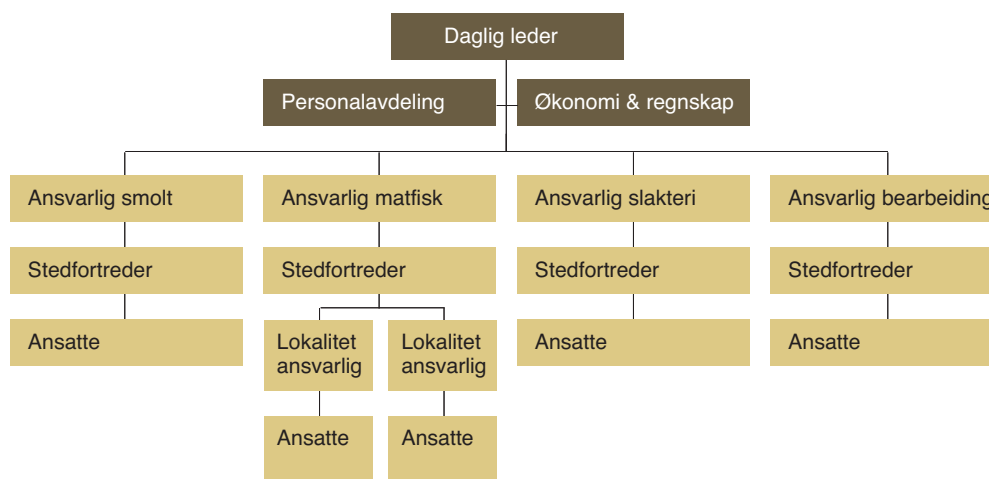 Daglig leder
Personalavdeling
Økonomi & regnskap
Ansvarlig smolt
Ansvarlig matfisk
Ansvarlig slakteri
Ansvarlig bearbeiding
Stedfortreder
Stedfortreder
Stedfortreder
Stedfortreder
Ansatte
Lokalitet
ansvarlig
Lokalitet
ansvarlig
Ansatte
Ansatte
Ansatte
Ansatte